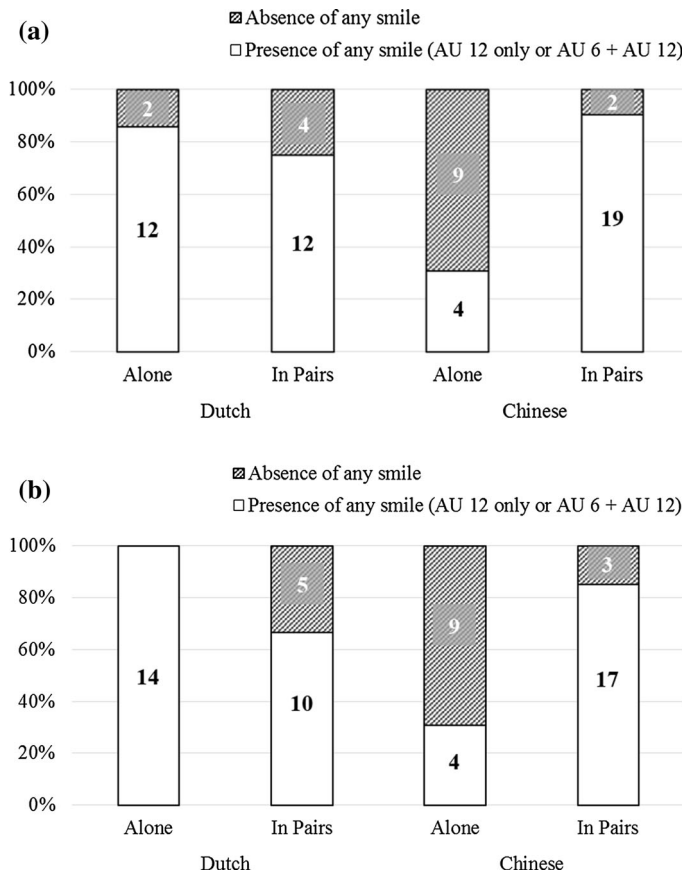 (a)
Absence of any smile
Presence of any smile (AU 12 only or AU 6 + AU 12)
100%
80%
60%
40%
20%
0%
2
4
9
2
12
12
4
19
Alone
In Pairs
Alone
In Pairs
Dutch
Chinese
(b)
Absence of any smile
Presence of any smile (AU 12 only or AU 6 + AU 12)
100%
80%
60%
40%
20%
0%
5
9
3
14
10
4
17
Alone
In Pairs
Alone
In Pairs
Dutch
Chinese